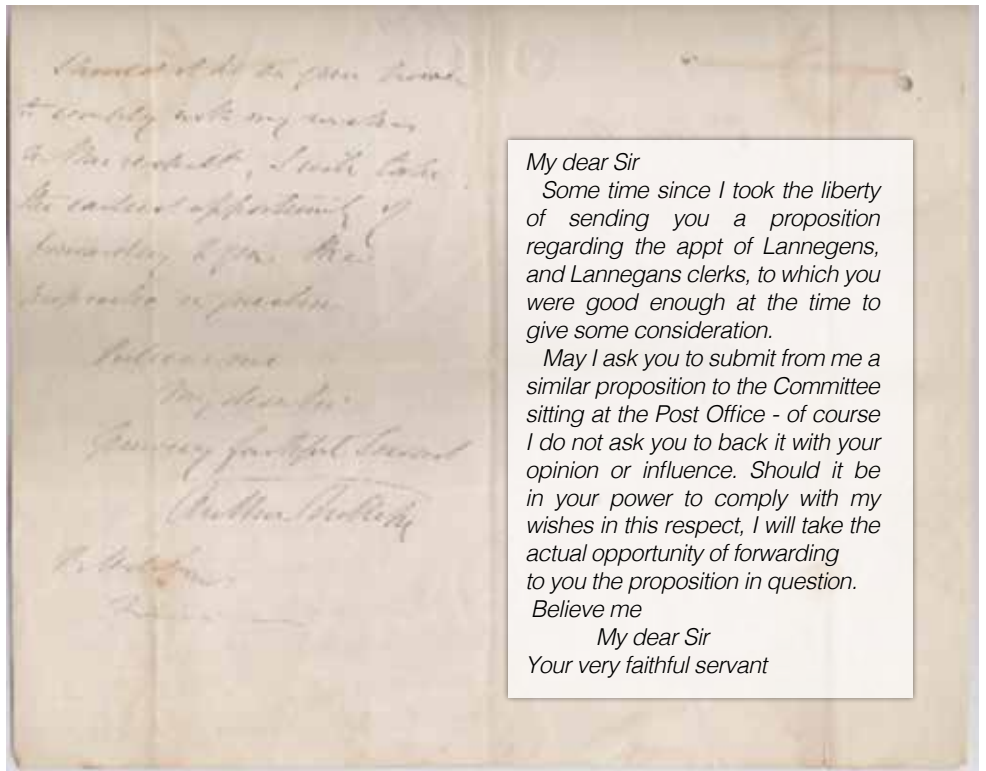 Should it be in your power
to comply with my wishes
in this respect, I will take
the earliest opportunity of
forwarding to you the
proposition in question
Believe me
My dear Sir
Your very faithful Servant
My dear Sir
Some time since I took the liberty
of sending you a proposition
regarding the appt of Lannegens,
and Lannegans clerks, to which you
were good enough at the time to
give some consideration.
May I ask you to submit from me a
similar proposition to the Committee
sitting at the Post Office - of course
I do not ask you to back it with your
opinion or influence. Should it be
in your power to comply with my
wishes in this respect, I will take the
actual opportunity of forwarding
to you the proposition in question.
Believe me
My dear Sir
Your very faithful servant